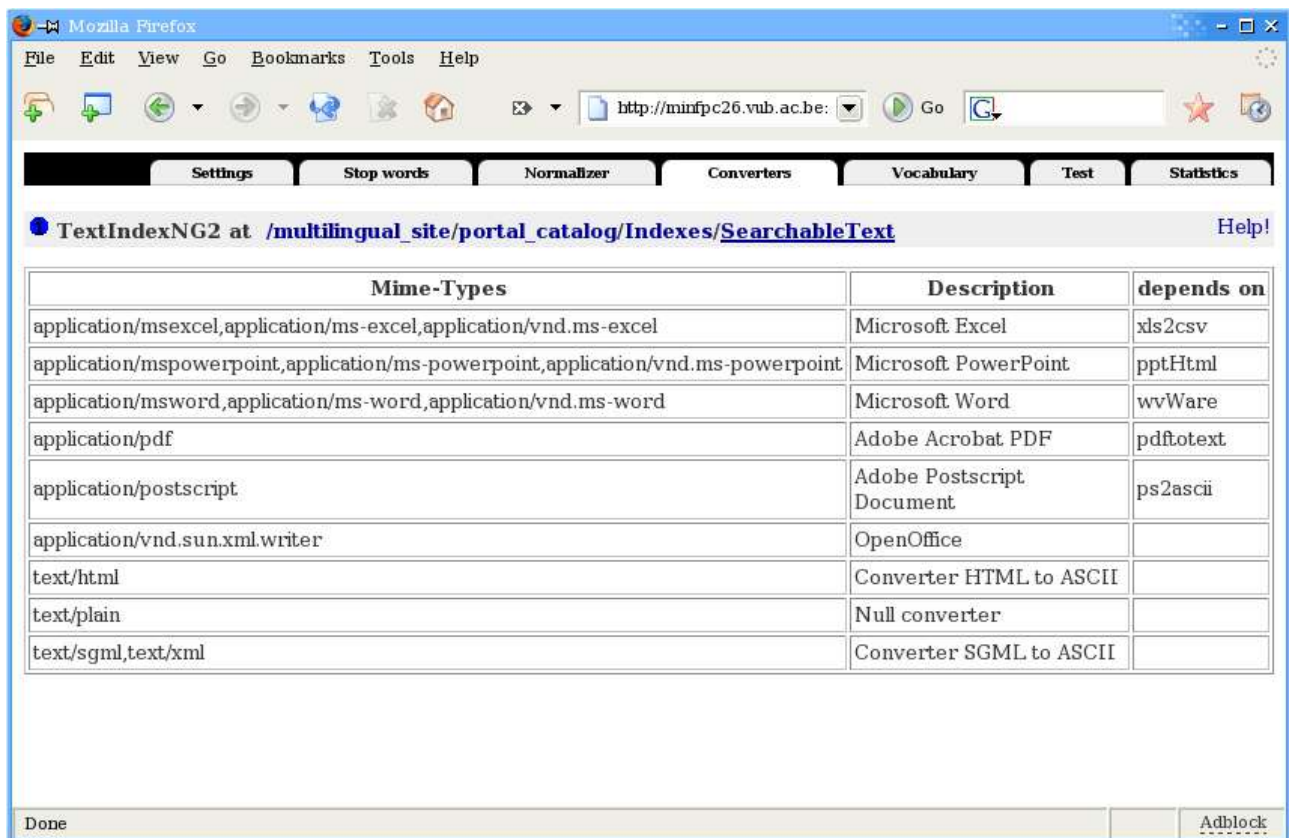 Mozilla Firefox
File Edit View Go Bookmarks Tools Help
http://minfpc26.vub.ac.be: Go G
Settings Stop words Normalizer Converters Vocabulary Test Statistics
TextIndexNG2 at /multilingual_site/portal_catalog/Indexes/SearchableText Help!
Mime-Types Description depends on
application/msexcel,application/ms-excel,application/vnd.ms-excel Microsoft Excel xls2csv
application/mspowerpoint,application/ms-powerpoint,application/vnd.ms-powerpoint Microsoft PowerPoint pptHtml
application/msword,application/ms-word,application/vnd.ms-word Microsoft Word wvWare
application/pdf Adobe Acrobat PDF pdftotext
application/postscript Adobe Postscript Document ps2ascii
application/vnd.sun.xml.writer OpenOffice
text/html Converter HTML to ASCII
text/plain Null converter
text/sgml,text/xml Converter SGML to ASCII
Done Adblock